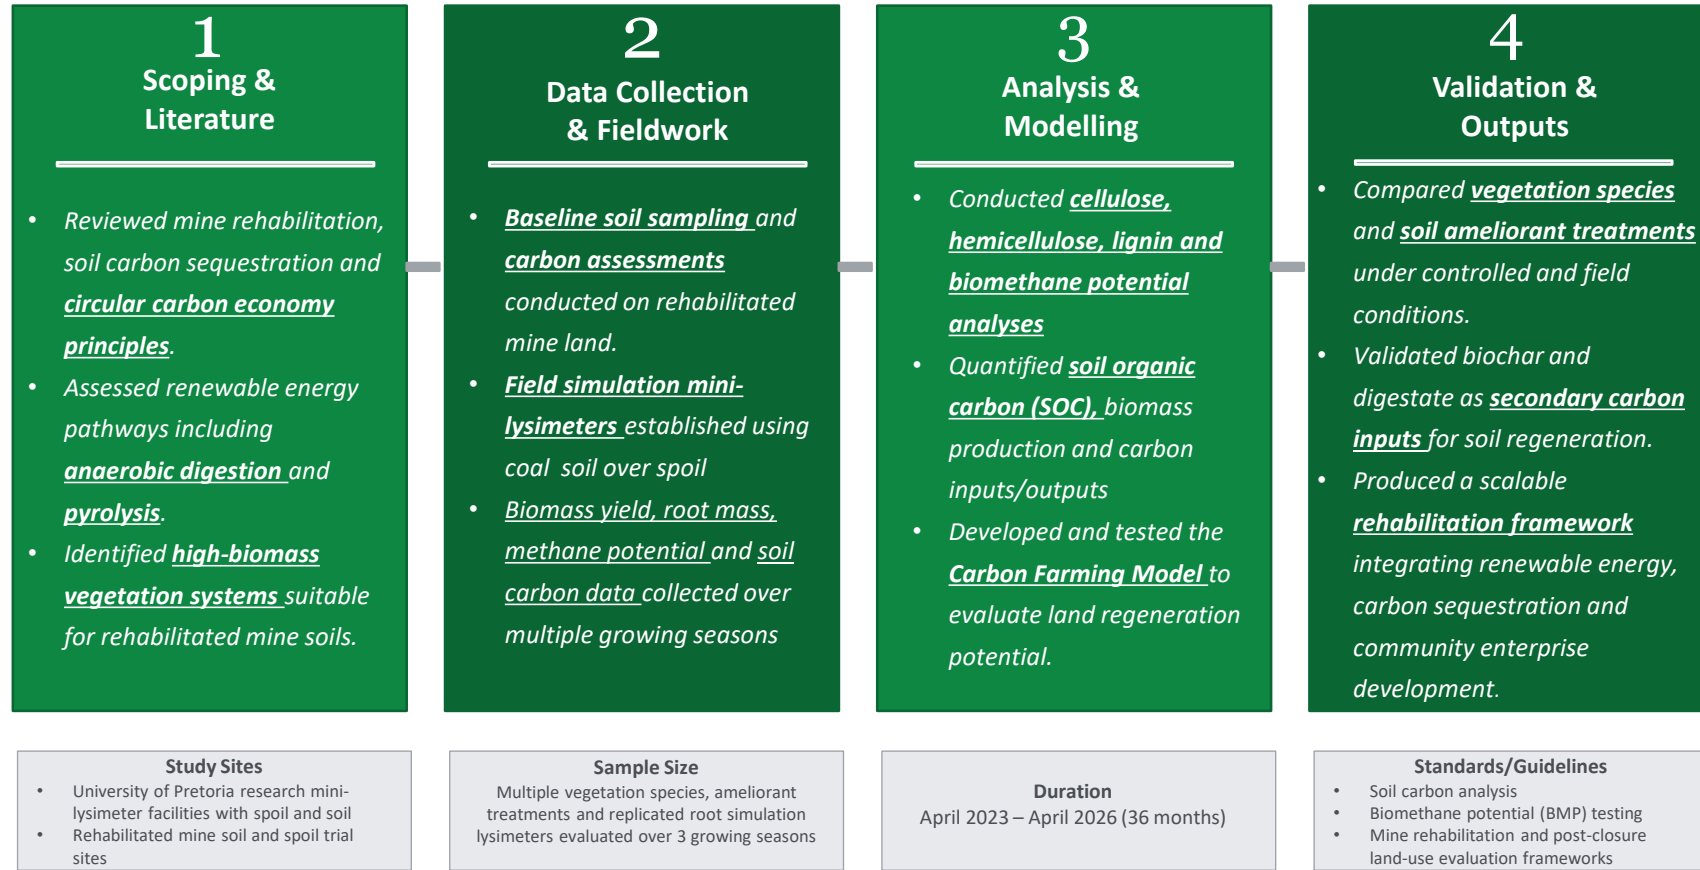 1
Scoping &
Literature
• Reviewed mine rehabilitation,
soil carbon sequestration and
circular carbon economy
principles.
• Assessed renewable energy
pathways including
anaerobic digestion and
pyrolysis.
• Identified high-biomass
vegetation systems suitable
for rehabilitated mine soils.
2
Data Collection
& Fieldwork
• Baseline soil sampling and
carbon assessments
conducted on rehabilitated
mine land.
• Field simulation mini-
lysimeters established using
coal soil over spoil
• Biomass yield, root mass,
methane potential and soil
carbon data collected over
multiple growing seasons
3
Analysis &
Modelling
• Conducted cellulose,
hemicellulose, lignin and
biomethane potential
analyses
• Quantified soil organic
carbon (SOC), biomass
production and carbon
inputs/outputs
• Developed and tested the
Carbon Farming Model to
evaluate land regeneration
potential.
4
Validation &
Outputs
• Compared vegetation species
and soil ameliorant treatments
under controlled and field
conditions.
• Validated biochar and
digestate as secondary carbon
inputs for soil regeneration.
• Produced a scalable
rehabilitation framework
integrating renewable energy,
carbon sequestration and
community enterprise
development.
Study Sites
• University of Pretoria research mini-
lysimeter facilities with spoil and soil
• Rehabilitated mine soil and spoil trial
sites
Sample Size
Multiple vegetation species, ameliorant
treatments and replicated root simulation
lysimeters evaluated over 3 growing seasons
Duration
April 2023 – April 2026 (36 months)
Standards/Guidelines
• Soil carbon analysis
• Biomethane potential (BMP) testing
• Mine rehabilitation and post-closure
land-use evaluation frameworks